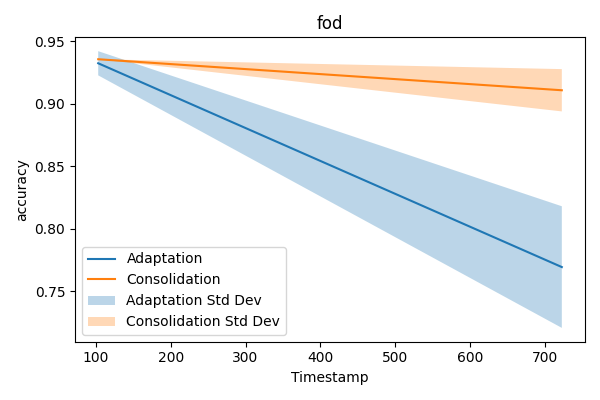 fod
0.95
0.90
0.85
0.80
0.75
accuracy
Adaptation
Consolidation
Adaptation Std Dev
Consolidation Std Dev
100 200 300 400 500 600 700
Timestamp